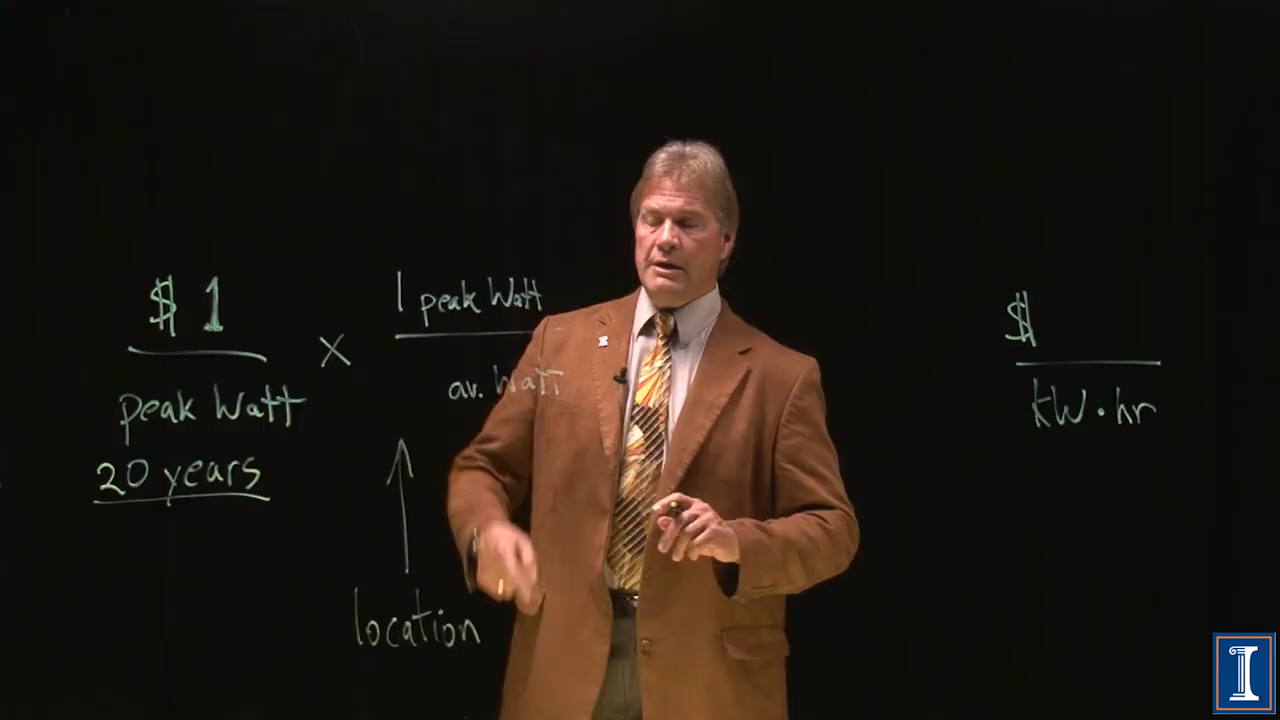 $ 1
peak Watt
20 years
x
1 peak Watt
av. Watt
location
$
kW·hr
I